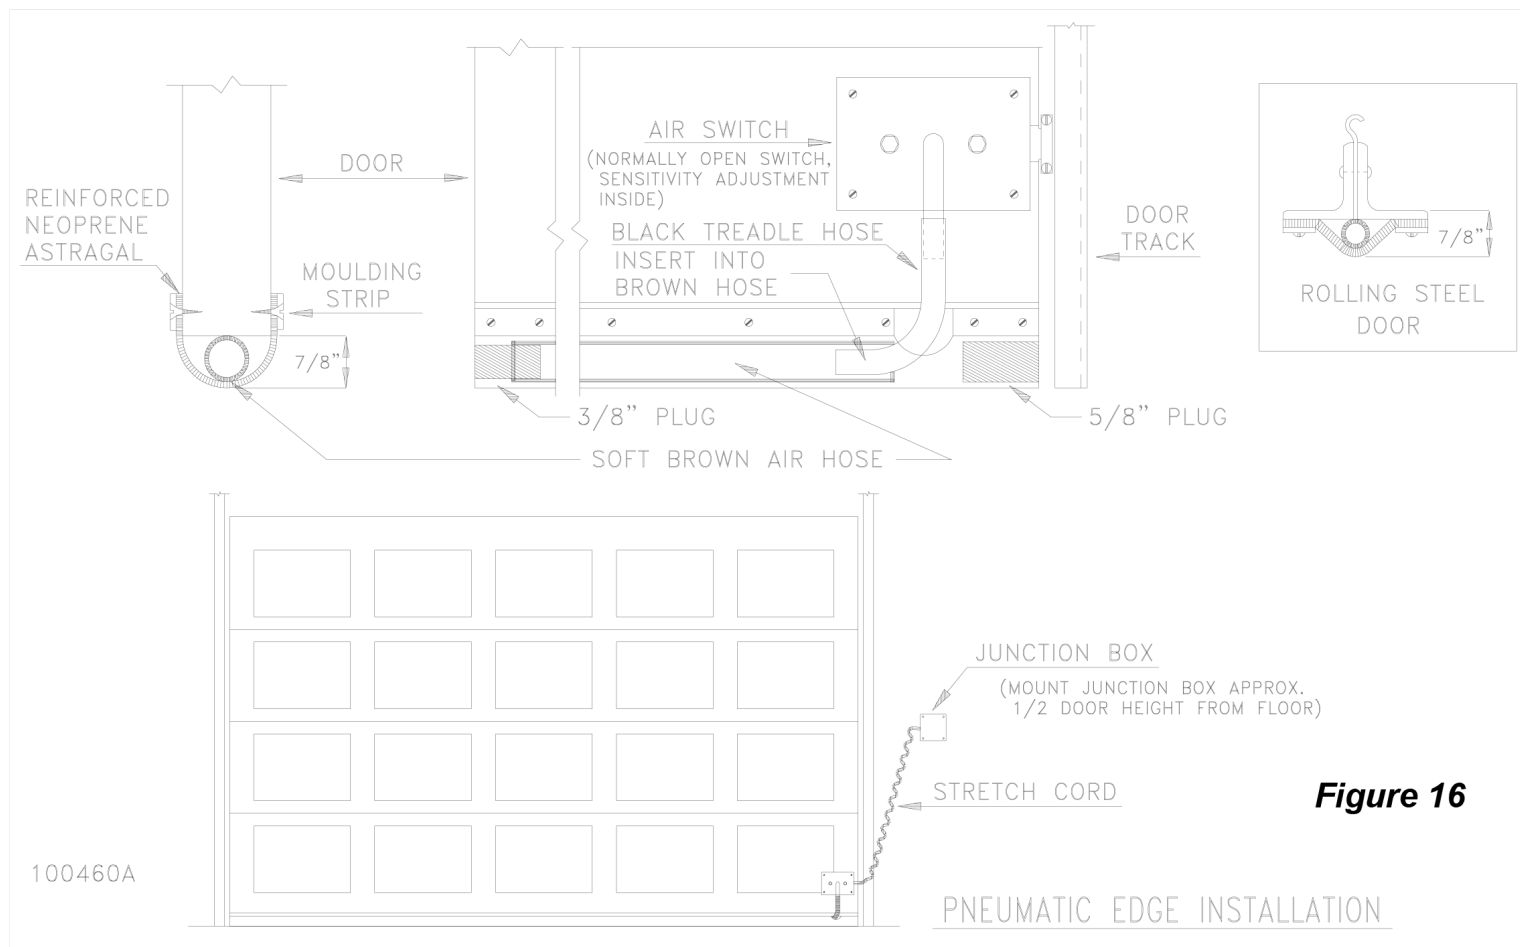 AIR SWITCH
(NORMALLY OPEN SWITCH,
SENSITIVITY ADJUSTMENT
INSIDE)
DOOR
REINFORCED
NEOPRENE
ASTRAGAL
MOULDING
STRIP
7/8"
BLACK TREADLE HOSE
INSERT INTO
BROWN HOSE
DOOR
TRACK
7/8"
ROLLING STEEL
DOOR
3/8" PLUG
5/8" PLUG
SOFT BROWN AIR HOSE
JUNCTION BOX
(MOUNT JUNCTION BOX APPROX.
1/2 DOOR HEIGHT FROM FLOOR)
STRETCH CORD
Figure 16
100460A
PNEUMATIC EDGE INSTALLATION